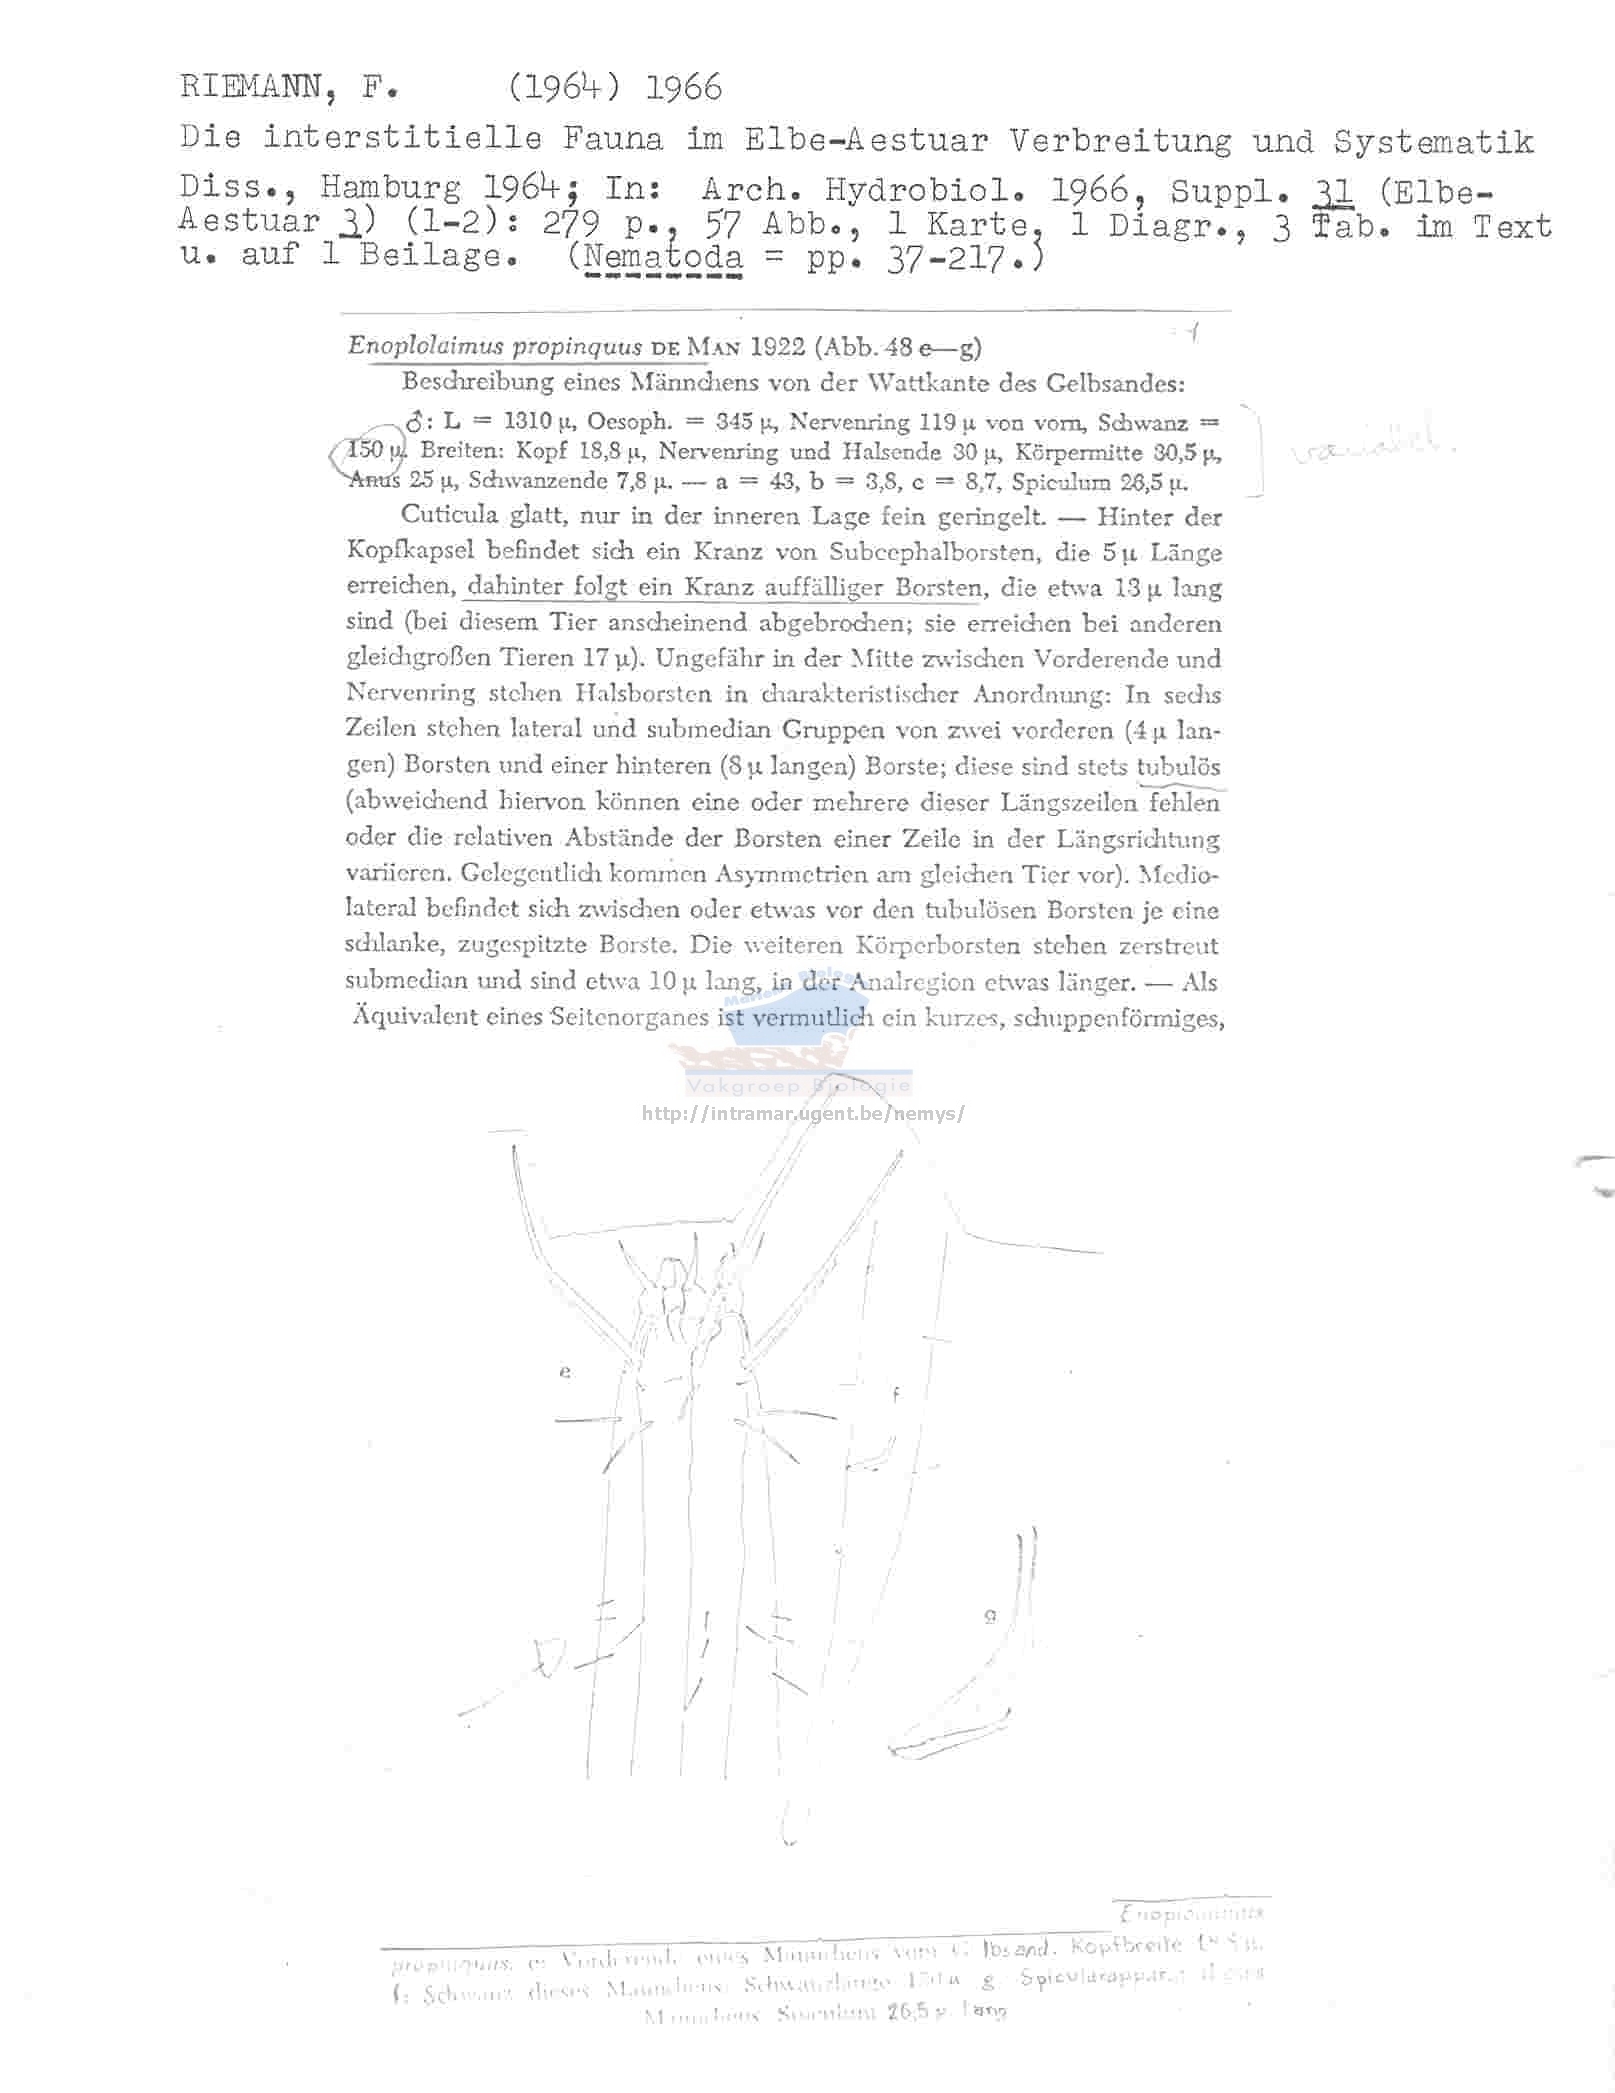 RIEMANN, F. (1964) 1966
Die interstitielle Fauna im Elbe-Aestuar Verbreitung und Systematik
Diss., Hamburg 1964; In: Arch. Hydrobiol. 1966, Suppl. 31 (Elbe-
Aestuar 3) (1-2): 279 p., 57 Abb., 1 Karte, 1 Diagr., 3 Tab. im Text
u. auf 1 Beilage. (Nematoda = pp. 37-217.)
Enoplolaimus propinquus DE MAN 1922 (Abb. 48 e—g)
Beschreibung eines Männchens von der Wattkante des Gelbsandes:
♂: L = 1310 µ, Oesoph. = 345 µ, Nervenring 119 µ von vorn, Schwanz =
150 µ. Breiten: Kopf 18,8 µ, Nervenring und Halsende 30 µ, Körpermitte 30,5 µ,
variabel.
Anus 25 µ, Schwanzende 7,8 µ. — a = 43, b = 3,8, c = 8,7, Spiculum 26,5 µ.
Cuticula glatt, nur in der inneren Lage fein geringelt. — Hinter der
Kopfkapsel befindet sich ein Kranz von Subcephalborsten, die 5 µ Länge
erreichen, dahinter folgt ein Kranz auffälliger Borsten, die etwa 13 µ lang
sind (bei diesem Tier anscheinend abgebrochen; sie erreichen bei anderen
gleichgroßen Tieren 17 µ). Ungefähr in der Mitte zwischen Vorderende und
Nervenring stehen Halsborsten in charakteristischer Anordnung: In sechs
Zeilen stehen lateral und submedian Gruppen von zwei vorderen (4 µ lan-
gen) Borsten und einer hinteren (8 µ langen) Borste; diese sind stets tubulös
(abweichend hiervon können eine oder mehrere dieser Längszeilen fehlen
oder die relativen Abstände der Borsten einer Zeile in der Längsrichtung
variieren. Gelegentlich kommen Asymmetrien am gleichen Tier vor). Medio-
lateral befindet sich zwischen oder etwas vor den tubulösen Borsten je eine
schlanke, zugespitzte Borste. Die weiteren Körperborsten stehen zerstreut
submedian und sind etwa 10 µ lang, in der Analregion etwas länger. — Als
Äquivalent eines Seitenorganes ist vermutlich ein kurzes, schuppenförmiges,
Vakgroep Biologie
http://intramar.ugent.be/nemys/
e
f
g
Enoplolaimus
propinquus. e: Vorderende eines Männchens vom Gelbsand. Kopfbreite 18,8 µ.
f: Schwanz dieses Männchens. Schwanzlänge 150 µ g: Spicularapparat dieses
Männchens Spiculum 26,5 µ lang